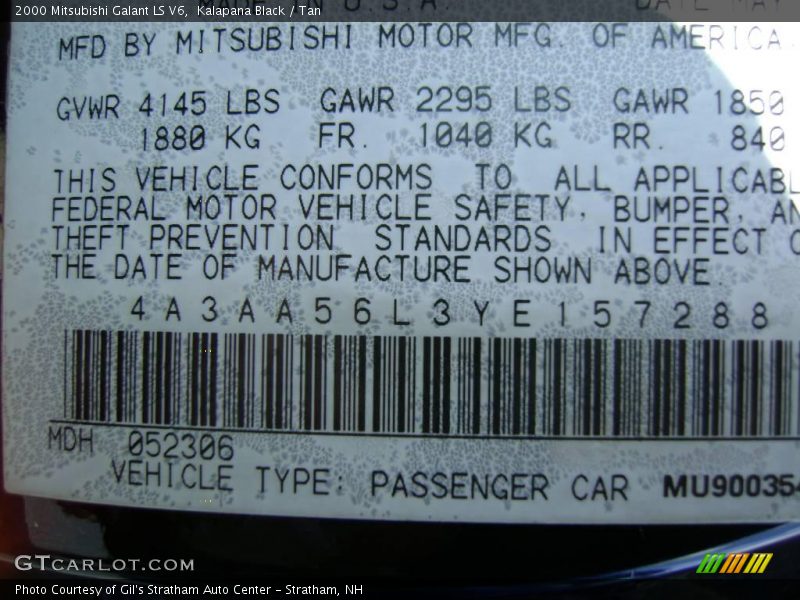 2000 Mitsubishi Galant LS V6,  Kalapana Black / Tan
MFD BY MITSUBISHI MOTOR MFG. OF AMERICA.
GVWR 4145 LBS GAWR 2295 LBS GAWR 1850
1880 KG FR. 1040 KG RR. 840
THIS VEHICLE CONFORMS TO ALL APPLICABL
FEDERAL MOTOR VEHICLE SAFETY, BUMPER, AN
THEFT PREVENTION STANDARDS IN EFFECT O
THE DATE OF MANUFACTURE SHOWN ABOVE.
4A3AA56L3YE157288
MDH 052306
VEHICLE TYPE: PASSENGER CAR MU900354
GTCARLOT.COM
Photo Courtesy of Gil's Stratham Auto Center - Stratham, NH